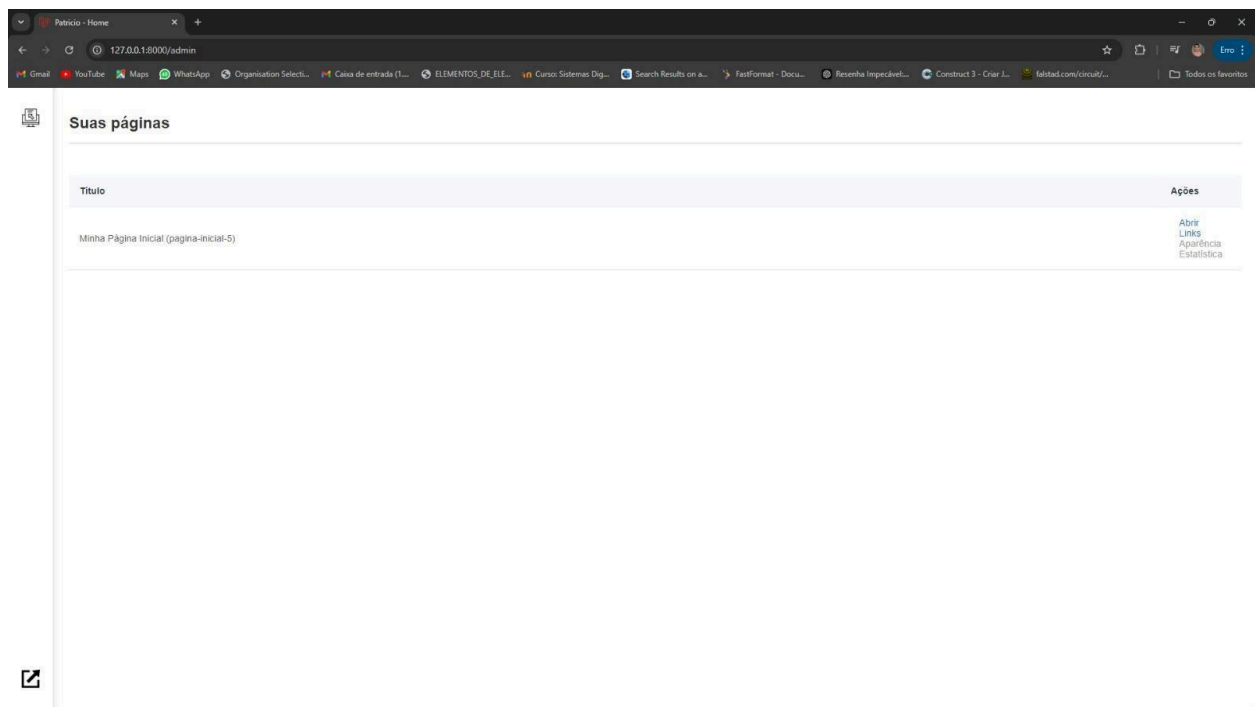 Patricio - Home
127.0.0.1:8000/admin
Erro
Gmail YouTube Maps WhatsApp Organisation Selecti... Caixa de entrada (1... ELEMENTOS_DE_ELE... Curso: Sistemas Dig... Search Results on a... FastFormat - Docu... Resenha Impecável:... Construct 3 - Criar J... falstad.com/circuit/... Todos os favoritos
Suas páginas
Titulo Ações
Minha Página Inicial (pagina-inicial-5)
Abrir
Links
Aparência
Estatística